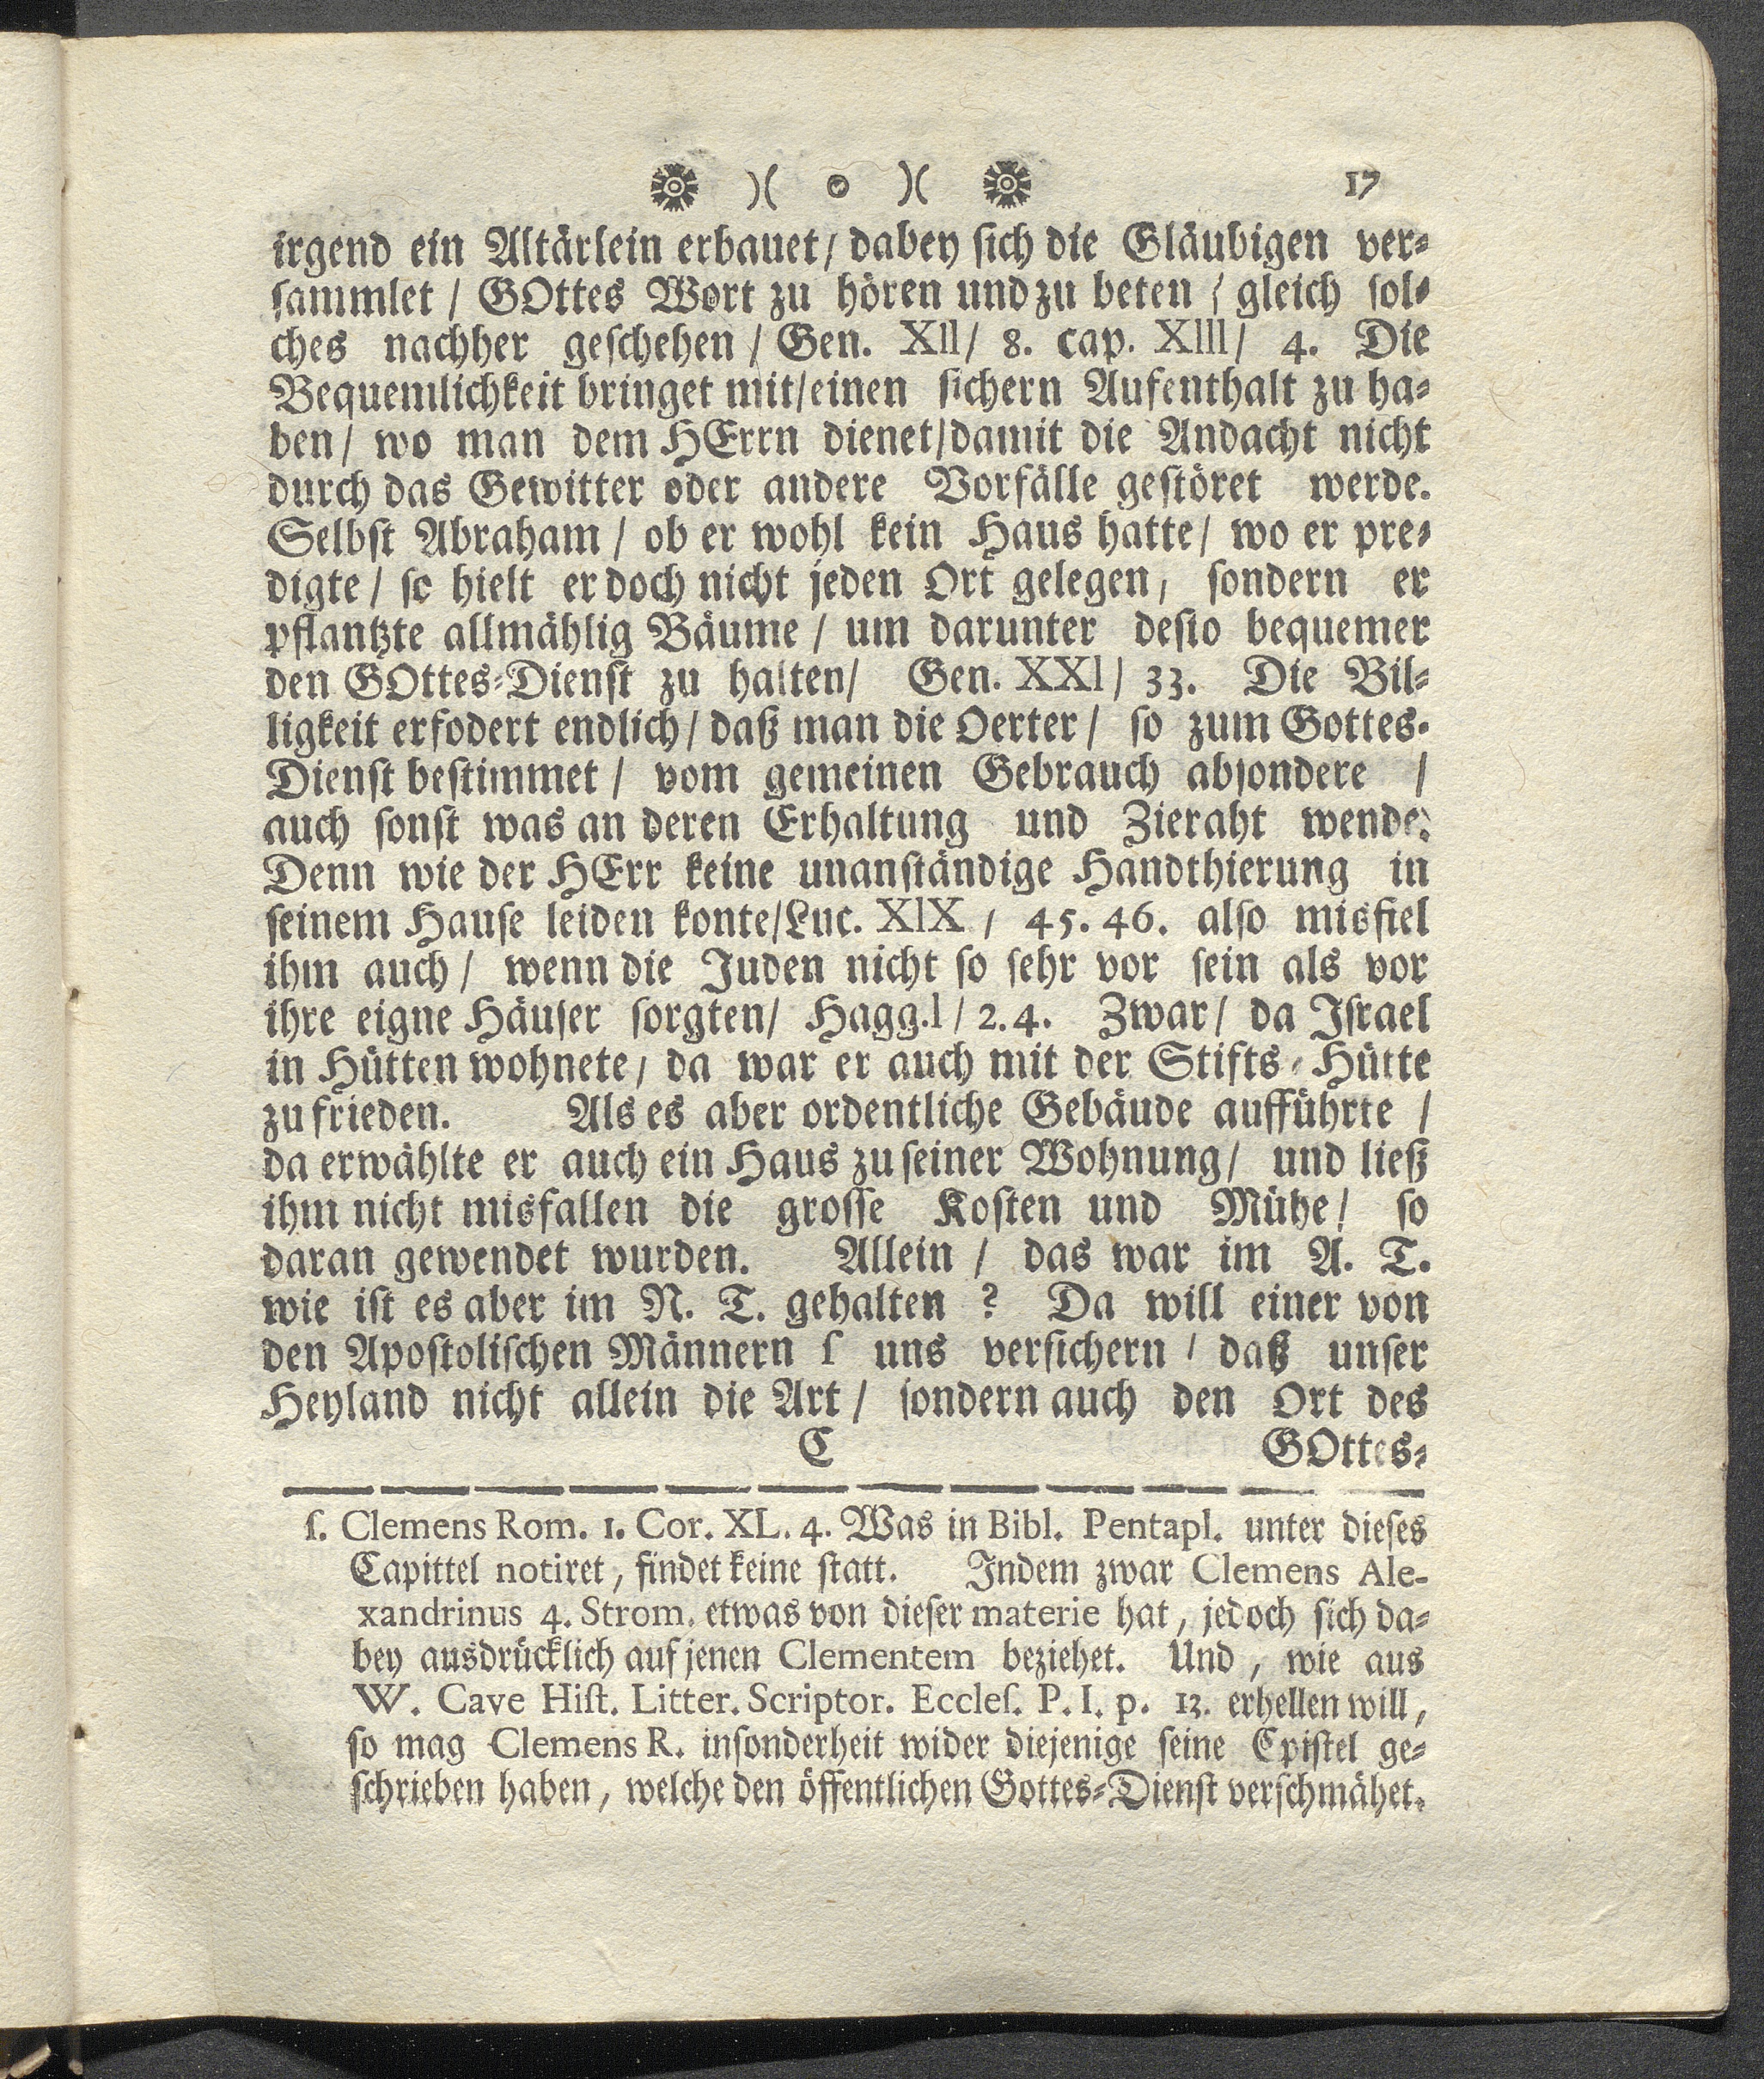 )( o )( 17
irgend ein Altärlein erbauet/ dabey sich die Gläubigen ver-
sammlet / GOttes Wort zu hören und zu beten / gleich sol-
ches nachher geschehen / Gen. XII/ 8. cap. XIII/ 4. Die
Bequemlichkeit bringet mit/einen sichern Aufenthalt zu ha-
ben/ wo man dem HErrn dienet/damit die Andacht nicht
durch das Gewitter oder andere Vorfälle gestöret werde.
Selbst Abraham / ob er wohl kein Haus hatte/ wo er pre-
digte / so hielt er doch nicht jeden Ort gelegen, sondern er
pflantzte allmählig Bäume / um darunter desto bequemer
den GOttes-Dienst zu halten/ Gen. XXI/ 33. Die Bil-
ligkeit erfodert endlich/ daß man die Oerter/ so zum Gottes-
Dienst bestimmet / vom gemeinen Gebrauch absondere /
auch sonst was an deren Erhaltung und Zieraht wende.
Denn wie der HErr keine unanständige Handthierung in
seinem Hause leiden konte/Luc. XIX / 45. 46. also misfiel
ihm auch / wenn die Juden nicht so sehr vor sein als vor
ihre eigne Häuser sorgten/ Hagg.I/ 2. 4. Zwar/ da Israel
in Hütten wohnete/ da war er auch mit der Stifts-Hütte
zu frieden. Als es aber ordentliche Gebäude aufführte /
da erwählte er auch ein Haus zu seiner Wohnung/ und ließ
ihm nicht misfallen die grosse Kosten und Mühe/ so
daran gewendet wurden. Allein / das war im A. T.
wie ist es aber im N. T. gehalten ? Da will einer von
den Apostolischen Männern ſ uns versichern / daß unser
Heyland nicht allein die Art / sondern auch den Ort des
C GOttes-
ſ. Clemens Rom. 1. Cor. XL. 4. Was in Bibl. Pentapl. unter dieses
Capittel notiret, findet keine statt. Indem zwar Clemens Ale-
xandrinus 4. Strom. etwas von dieser materie hat, jedoch sich da-
bey ausdrücklich auf jenen Clementem beziehet. Und, wie aus
W. Cave Hist. Litter. Scriptor. Eccles. P. I. p. 13. erhellen will,
so mag Clemens R. insonderheit wider diejenige seine Epistel ge-
schrieben haben, welche den öffentlichen Gottes-Dienst verschmähet.